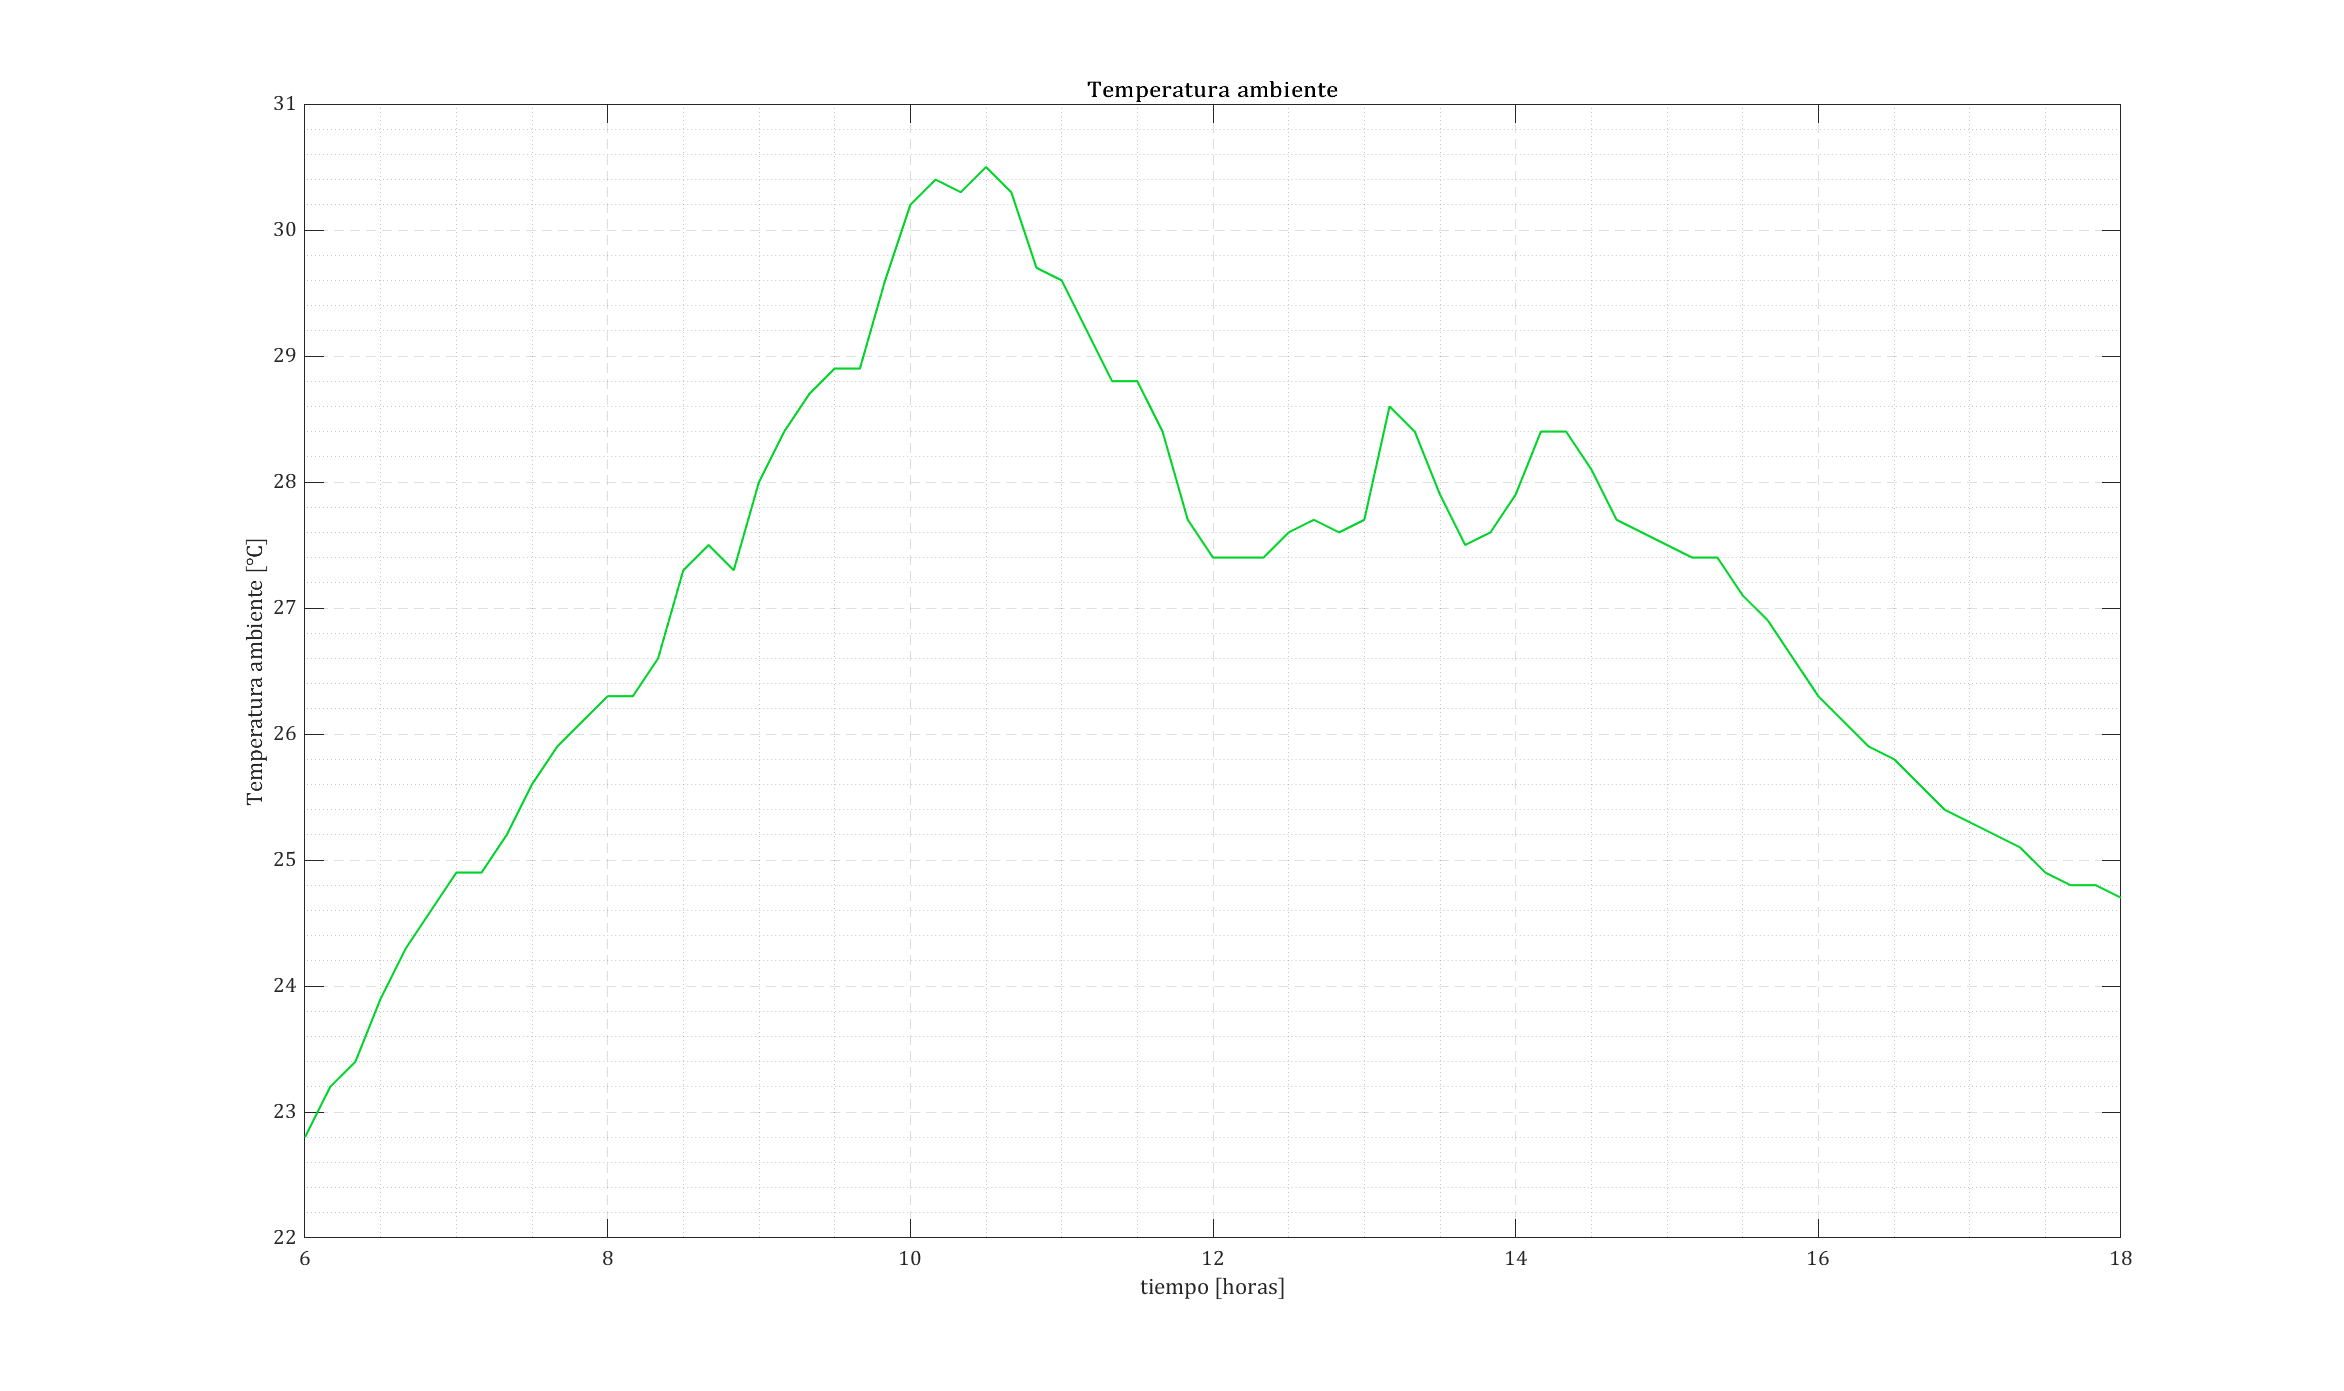 Temperatura ambiente
31
30
29
28
27
26
25
24
23
22
Temperatura ambiente [°C]
6 8 10 12 14 16 18
tiempo [horas]